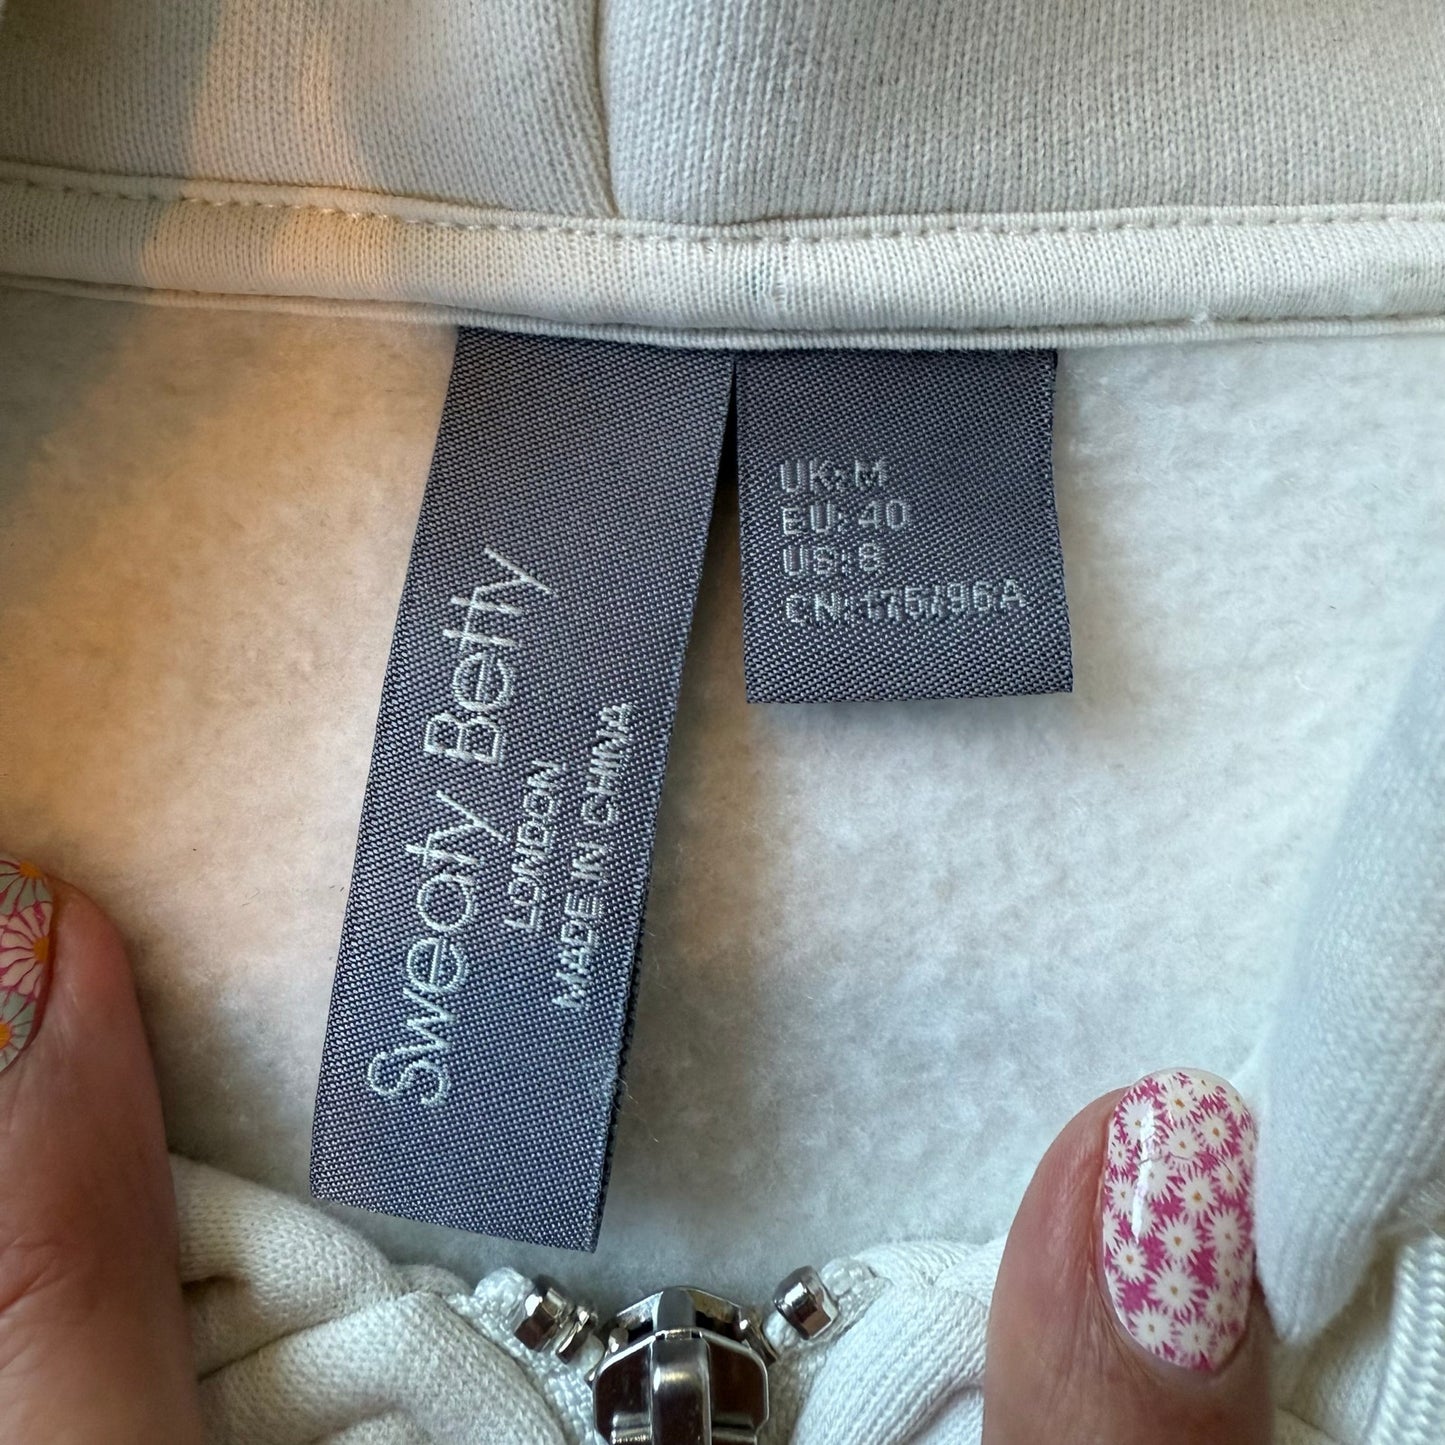 Sweaty Betty
LONDON
MADE IN CHINA
UK: M
EU: 40
US: 8
CN: 175/96A